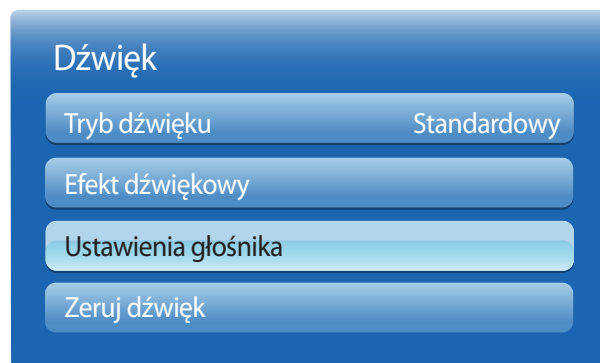 Dźwięk
Tryb dźwięku Standardowy
Efekt dźwiękowy
Ustawienia głośnika
Zeruj dźwięk